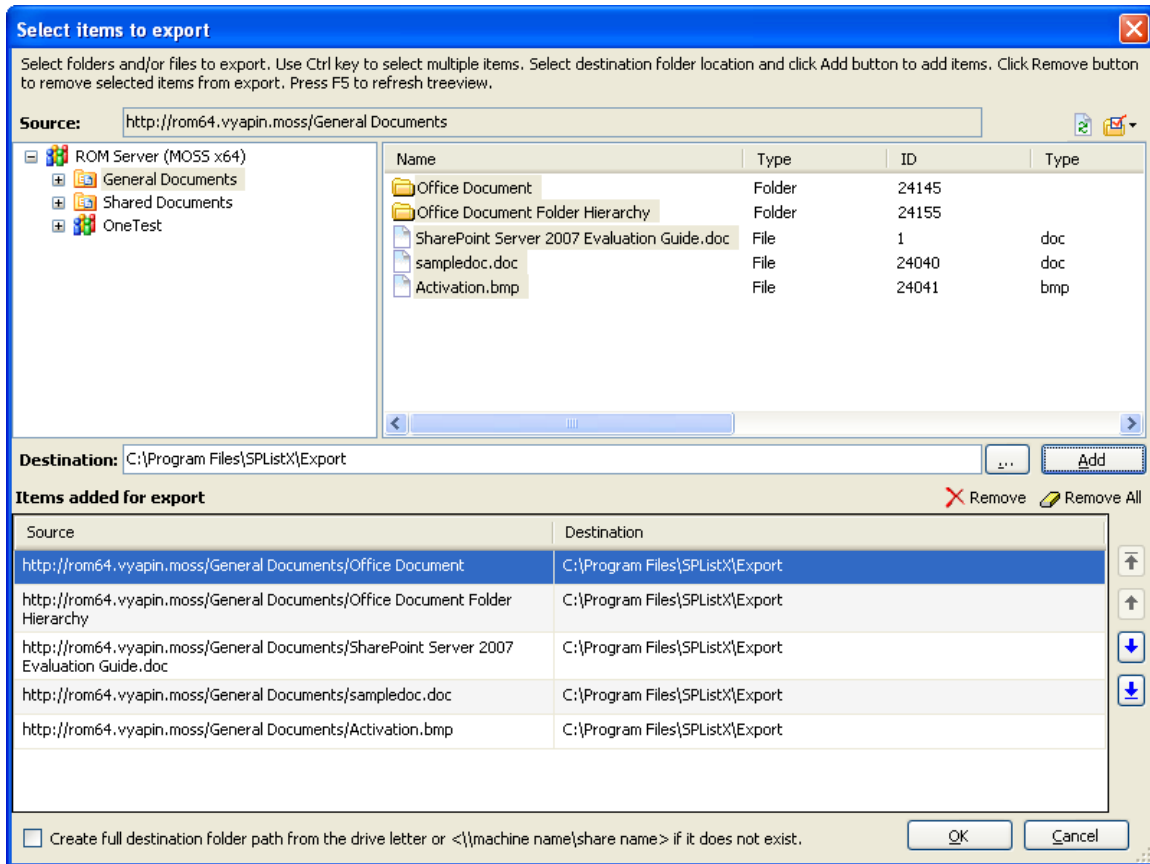 Select items to export
Select folders and/or files to export. Use Ctrl key to select multiple items. Select destination folder location and click Add button to add items. Click Remove button
to remove selected items from export. Press F5 to refresh treeview.
Source: http://rom64.vyapin.moss/General Documents
ROM Server (MOSS x64)
General Documents
Shared Documents
OneTest
Name Type ID Type
Office Document Folder 24145
Office Document Folder Hierarchy Folder 24155
SharePoint Server 2007 Evaluation Guide.doc File 1 doc
sampledoc.doc File 24040 doc
Activation.bmp File 24041 bmp
Destination: C:\Program Files\SPListX\Export ... Add
Items added for export Remove Remove All
Source Destination
http://rom64.vyapin.moss/General Documents/Office Document C:\Program Files\SPListX\Export
http://rom64.vyapin.moss/General Documents/Office Document Folder C:\Program Files\SPListX\Export
Hierarchy
http://rom64.vyapin.moss/General Documents/SharePoint Server 2007 C:\Program Files\SPListX\Export
Evaluation Guide.doc
http://rom64.vyapin.moss/General Documents/sampledoc.doc C:\Program Files\SPListX\Export
http://rom64.vyapin.moss/General Documents/Activation.bmp C:\Program Files\SPListX\Export
Create full destination folder path from the drive letter or <\\machine name\share name> if it does not exist. OK Cancel